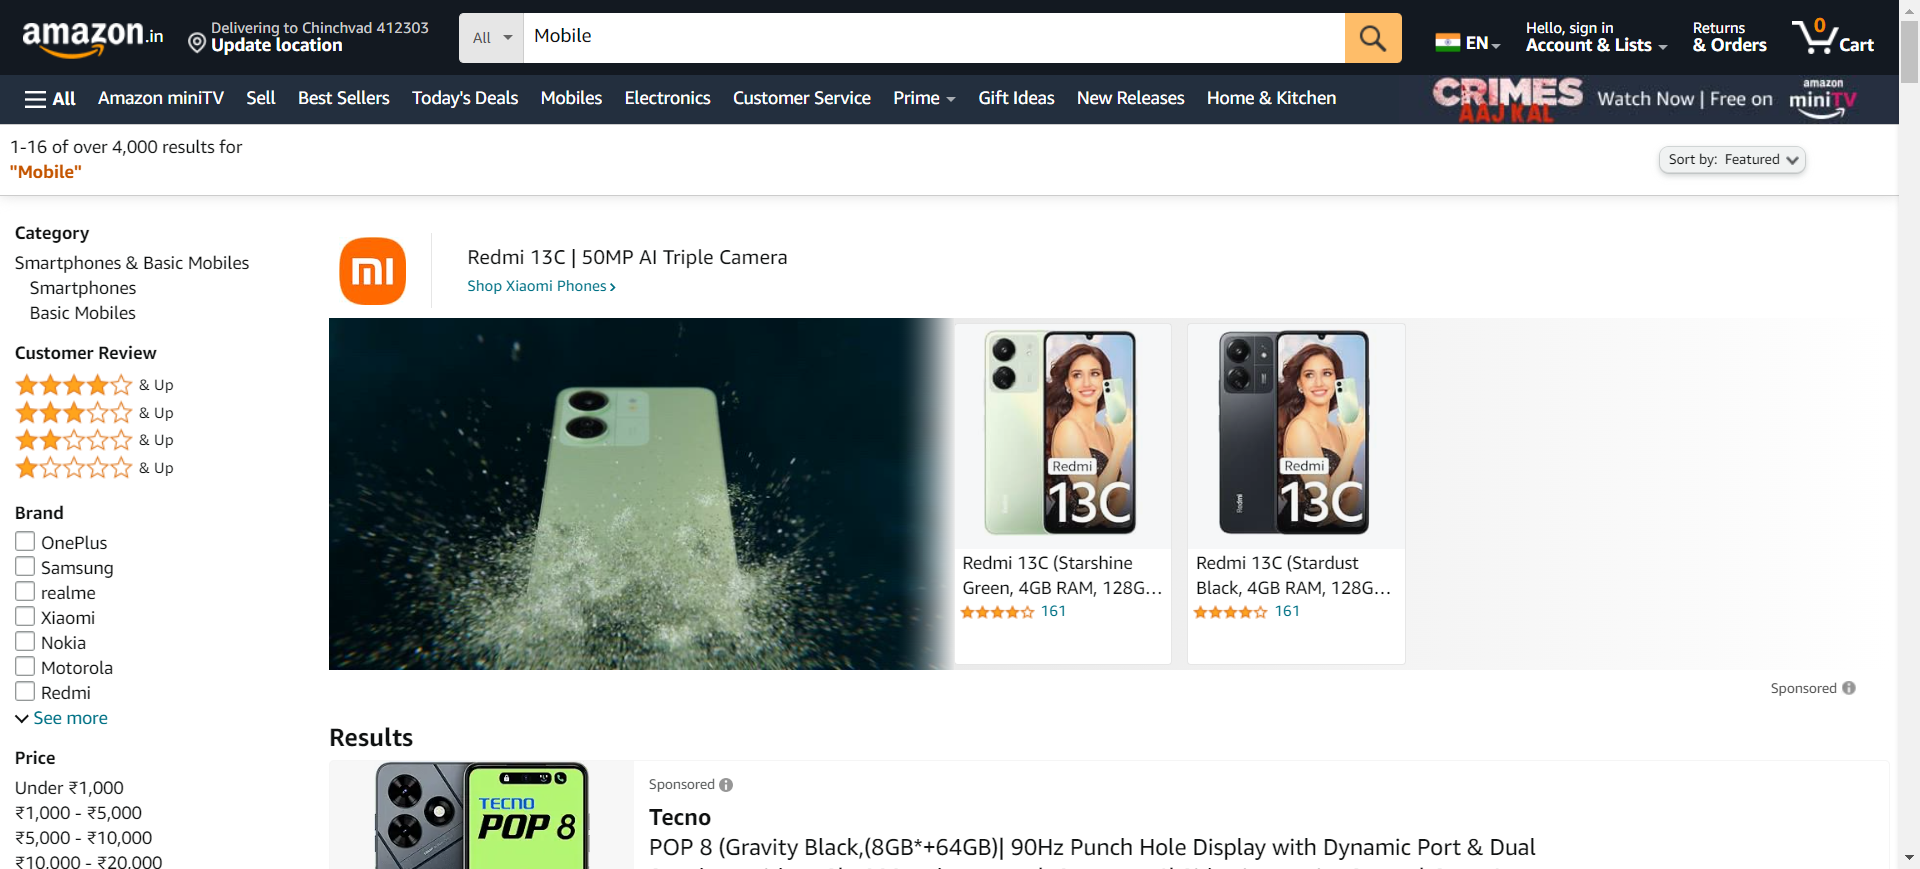 amazon.in
Delivering to Chinchvad 412303
Update location
All
Mobile
EN
Hello, sign in
Account & Lists
Returns
& Orders
0
Cart
All
Amazon miniTV
Sell
Best Sellers
Today's Deals
Mobiles
Electronics
Customer Service
Prime
Gift Ideas
New Releases
Home & Kitchen
CRIMES
AAJ KAL
Watch Now | Free on
amazon
miniTV
1-16 of over 4,000 results for
"Mobile"
Sort by: Featured
Category
Smartphones & Basic Mobiles
Smartphones
Basic Mobiles
Customer Review
& Up
& Up
& Up
& Up
Brand
OnePlus
Samsung
realme
Xiaomi
Nokia
Motorola
Redmi
See more
Price
Under ₹1,000
₹1,000 - ₹5,000
₹5,000 - ₹10,000
₹10,000 - ₹20,000
mi
Redmi 13C | 50MP AI Triple Camera
Shop Xiaomi Phones ›
Redmi
Redmi
13C
Redmi 13C (Starshine
Green, 4GB RAM, 128G...
161
Redmi
Redmi
13C
Redmi 13C (Stardust
Black, 4GB RAM, 128G...
161
Sponsored
Results
TECNO
POP 8
Sponsored
Tecno
POP 8 (Gravity Black,(8GB*+64GB)| 90Hz Punch Hole Display with Dynamic Port & Dual